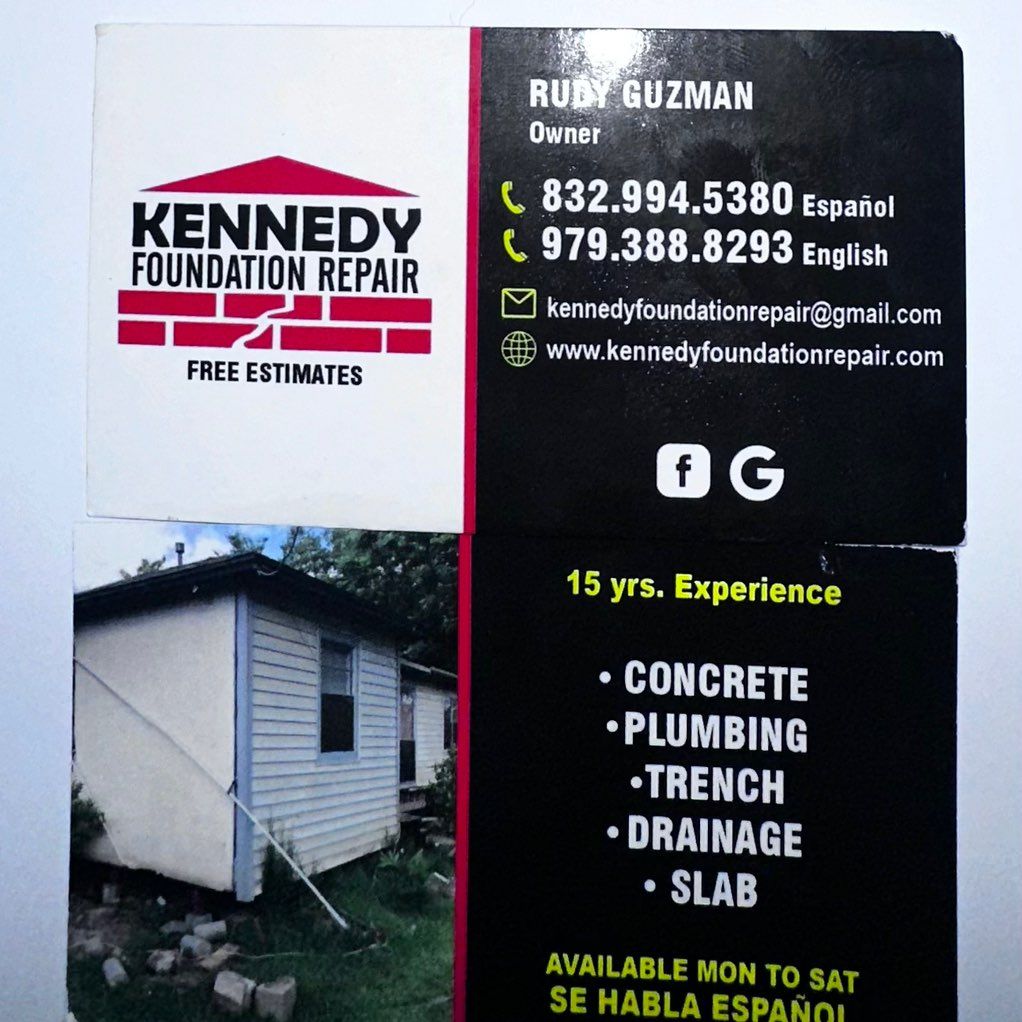 KENNEDY
FOUNDATION REPAIR
FREE ESTIMATES
RUDY GUZMAN
Owner
832.994.5380 Español
979.388.8293 English
kennedyfoundationrepair@gmail.com
www.kennedyfoundationrepair.com
f G
15 yrs. Experience
• CONCRETE
• PLUMBING
• TRENCH
• DRAINAGE
• SLAB
AVAILABLE MON TO SAT
SE HABLA ESPAÑOL